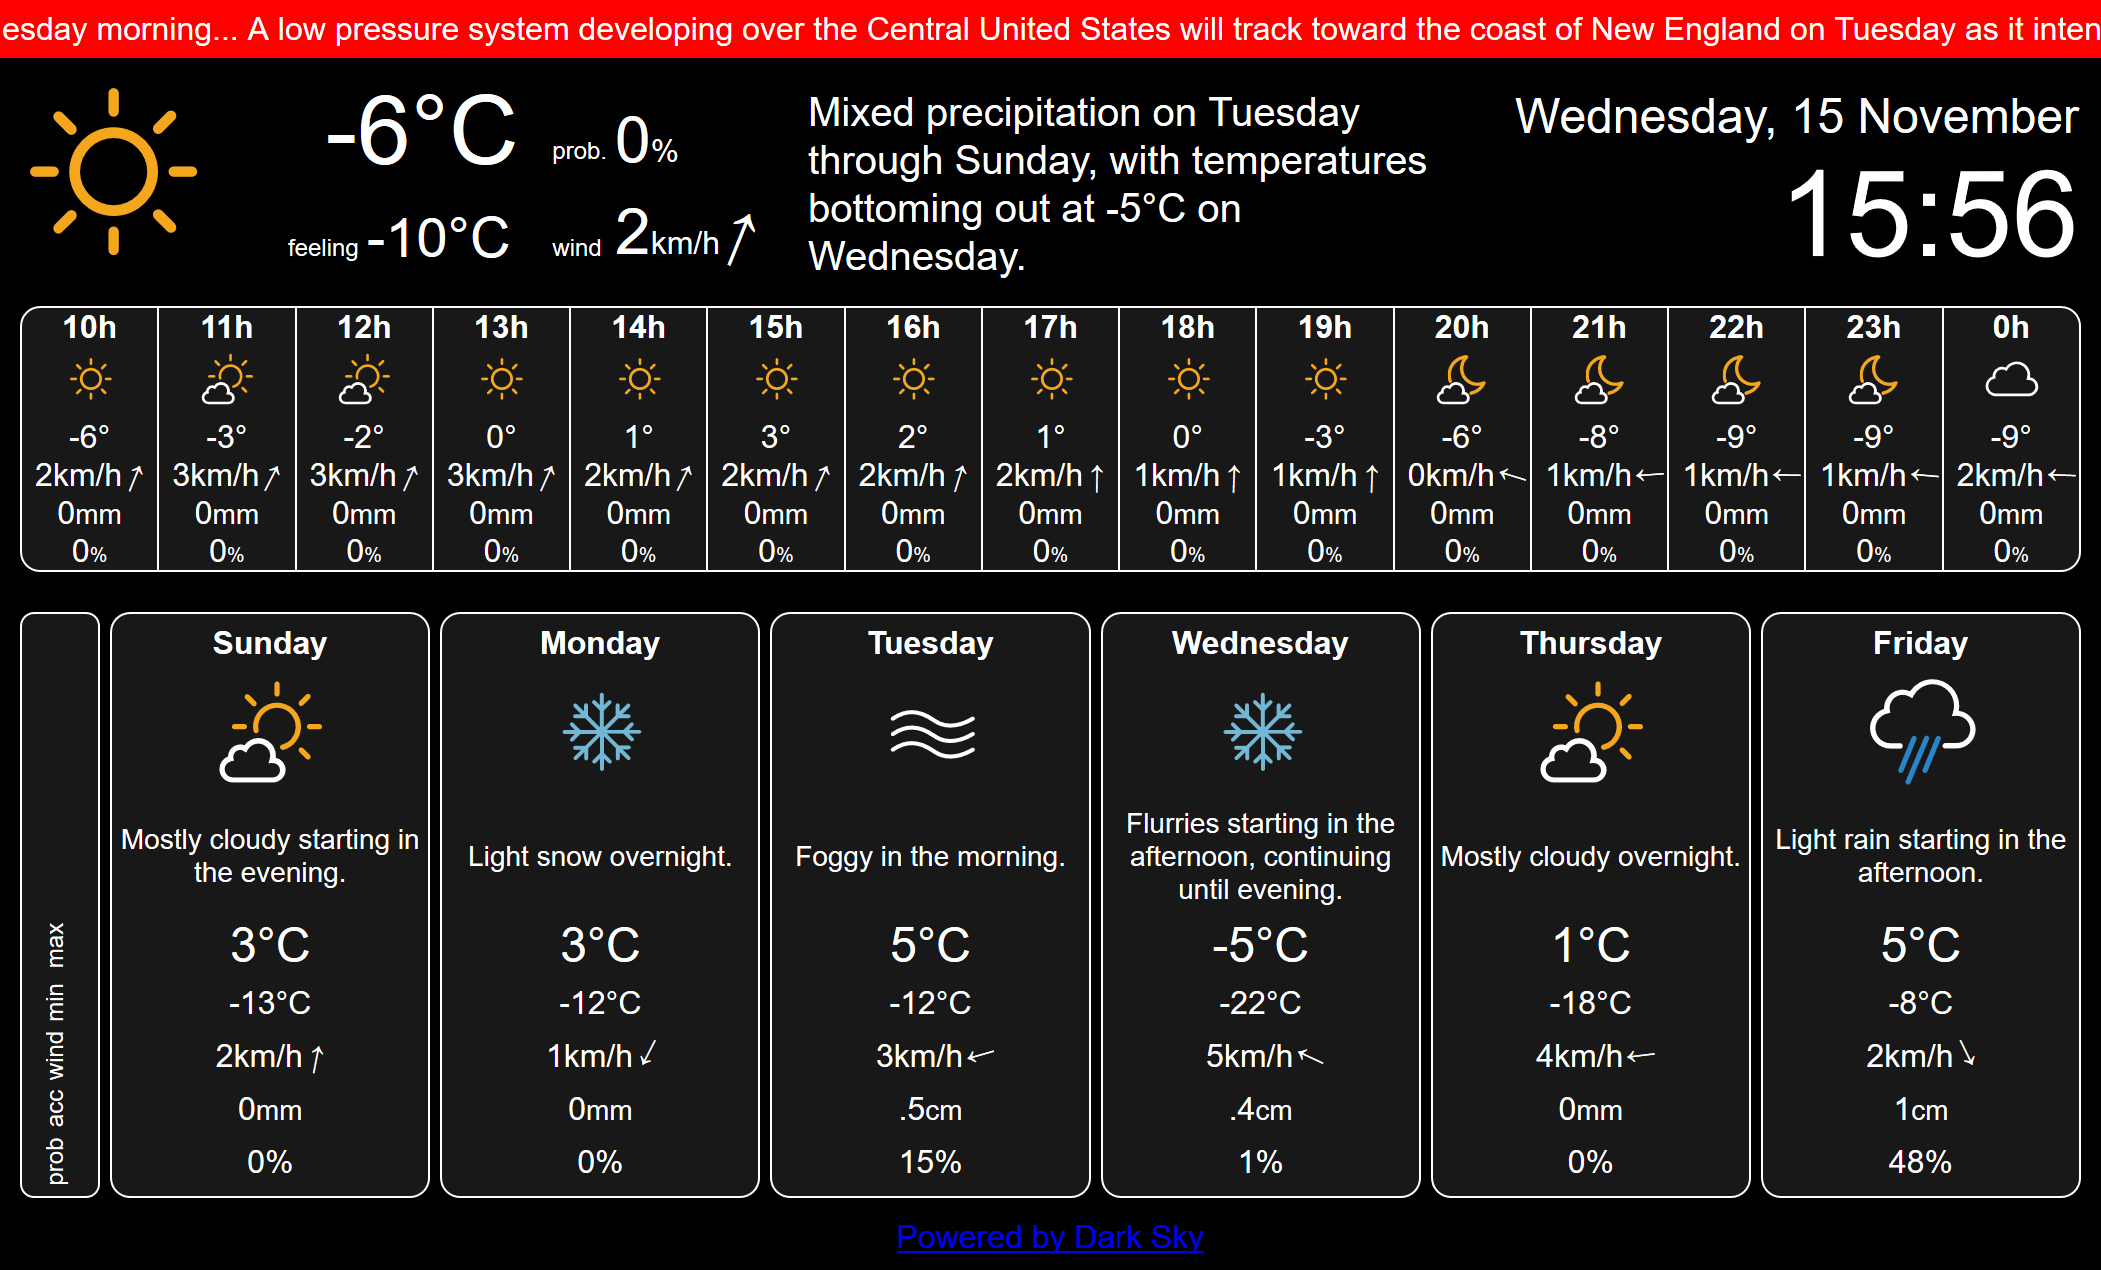 esday morning... A low pressure system developing over the Central United States will track toward the coast of New England on Tuesday as it inten
-6°C prob. 0%
feeling -10°C wind 2km/h
Mixed precipitation on Tuesday
through Sunday, with temperatures
bottoming out at -5°C on
Wednesday.
Wednesday, 15 November
15:56
10h 11h 12h 13h 14h 15h 16h 17h 18h 19h 20h 21h 22h 23h 0h
-6° -3° -2° 0° 1° 3° 2° 1° 0° -3° -6° -8° -9° -9° -9°
2km/h 3km/h 3km/h 3km/h 2km/h 2km/h 2km/h 2km/h 1km/h 1km/h 0km/h 1km/h 1km/h 1km/h 2km/h
0mm 0mm 0mm 0mm 0mm 0mm 0mm 0mm 0mm 0mm 0mm 0mm 0mm 0mm 0mm
0% 0% 0% 0% 0% 0% 0% 0% 0% 0% 0% 0% 0% 0% 0%
max
min
wind
acc
prob
Sunday
Mostly cloudy starting in
the evening.
3°C
-13°C
2km/h
0mm
0%
Monday
Light snow overnight.
3°C
-12°C
1km/h
0mm
0%
Tuesday
Foggy in the morning.
5°C
-12°C
3km/h
.5cm
15%
Wednesday
Flurries starting in the
afternoon, continuing
until evening.
-5°C
-22°C
5km/h
.4cm
1%
Thursday
Mostly cloudy overnight.
1°C
-18°C
4km/h
0mm
0%
Friday
Light rain starting in the
afternoon.
5°C
-8°C
2km/h
1cm
48%
Powered by Dark Sky